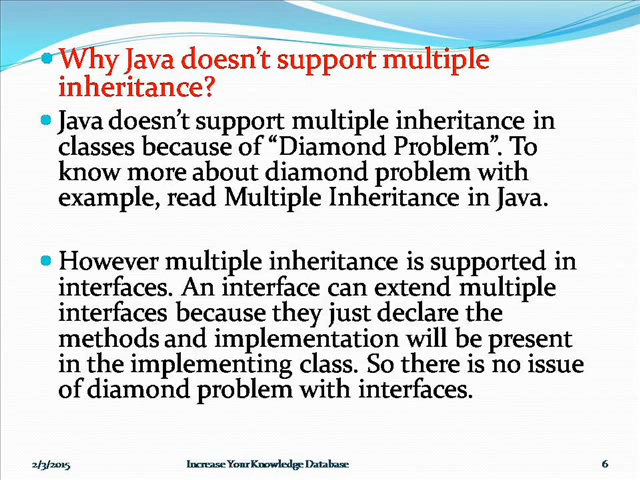 Why Java doesn't support multiple
inheritance?
Java doesn't support multiple inheritance in
classes because of “Diamond Problem”. To
know more about diamond problem with
example, read Multiple Inheritance in Java.
However multiple inheritance is supported in
interfaces. An interface can extend multiple
interfaces because they just declare the
methods and implementation will be present
in the implementing class. So there is no issue
of diamond problem with interfaces.
2/3/2015 Increase Your Knowledge Database 6